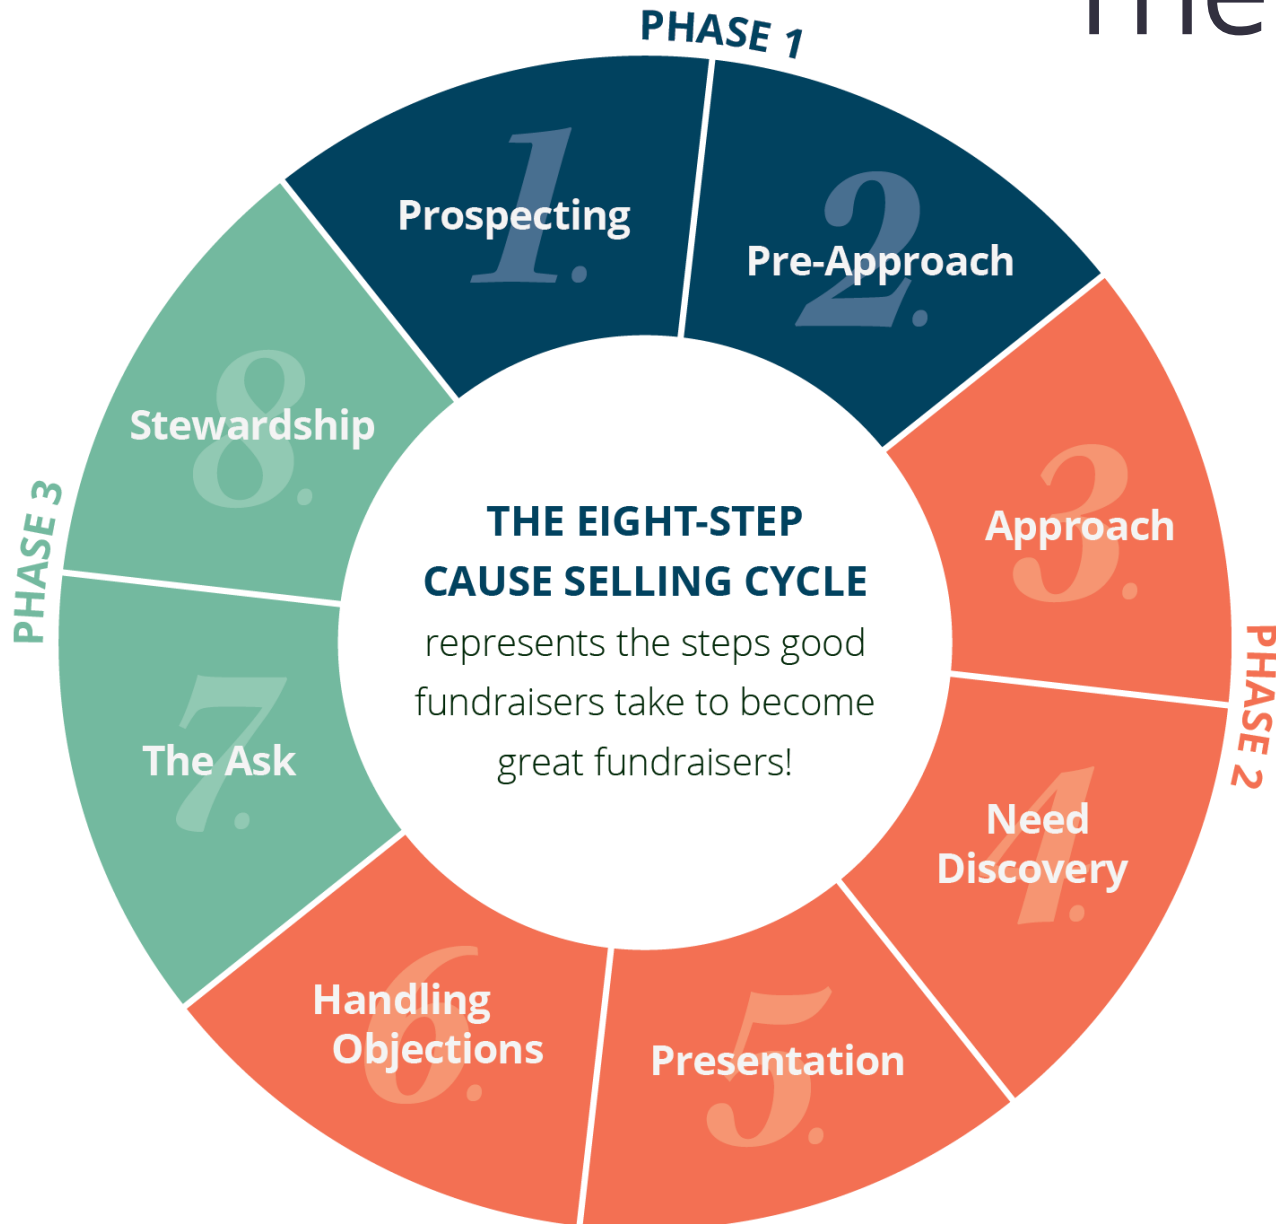 The
PHASE 1
1.
Prospecting
2.
Pre-Approach
3.
Approach
PHASE 2
4.
Need
Discovery
5.
Presentation
6.
Handling
Objections
7.
The Ask
PHASE 3
8.
Stewardship
THE EIGHT-STEP
CAUSE SELLING CYCLE
represents the steps good
fundraisers take to become
great fundraisers!